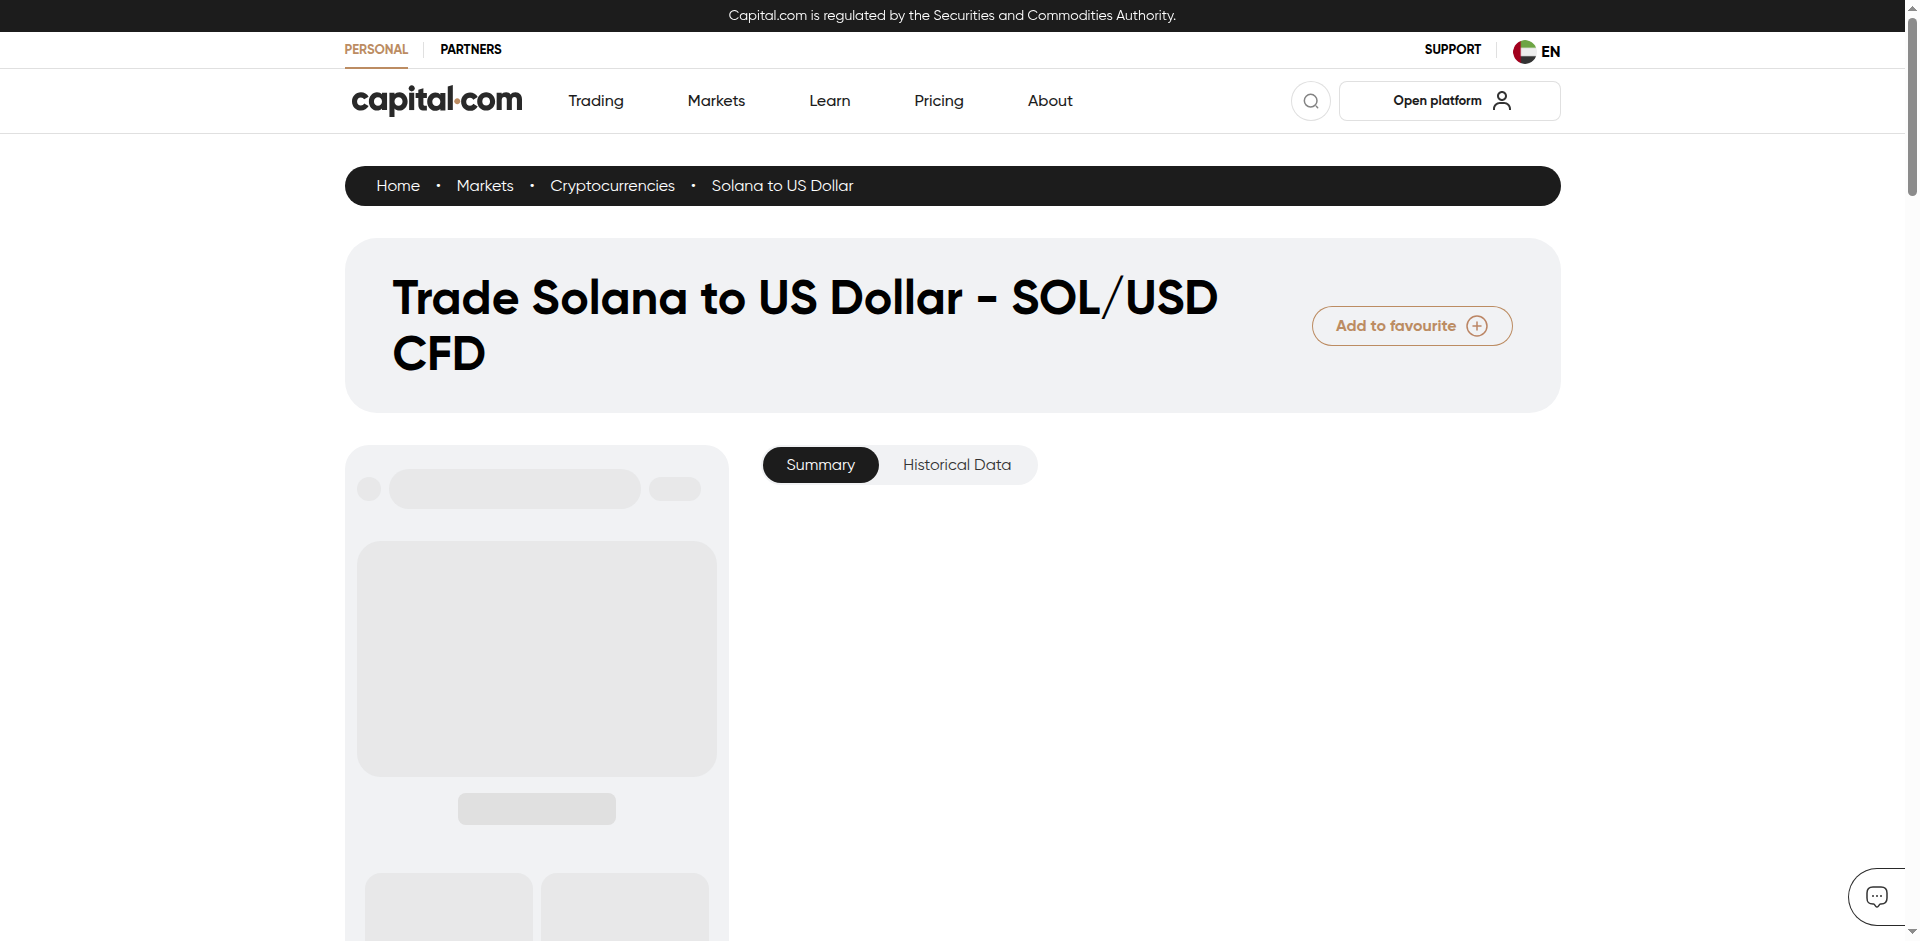 Capital.com is regulated by the Securities and Commodities Authority.
PERSONAL PARTNERS SUPPORT EN
capital.com Trading Markets Learn Pricing About Open platform
Home • Markets • Cryptocurrencies • Solana to US Dollar
Trade Solana to US Dollar - SOL/USD
CFD
Add to favourite
Summary Historical Data